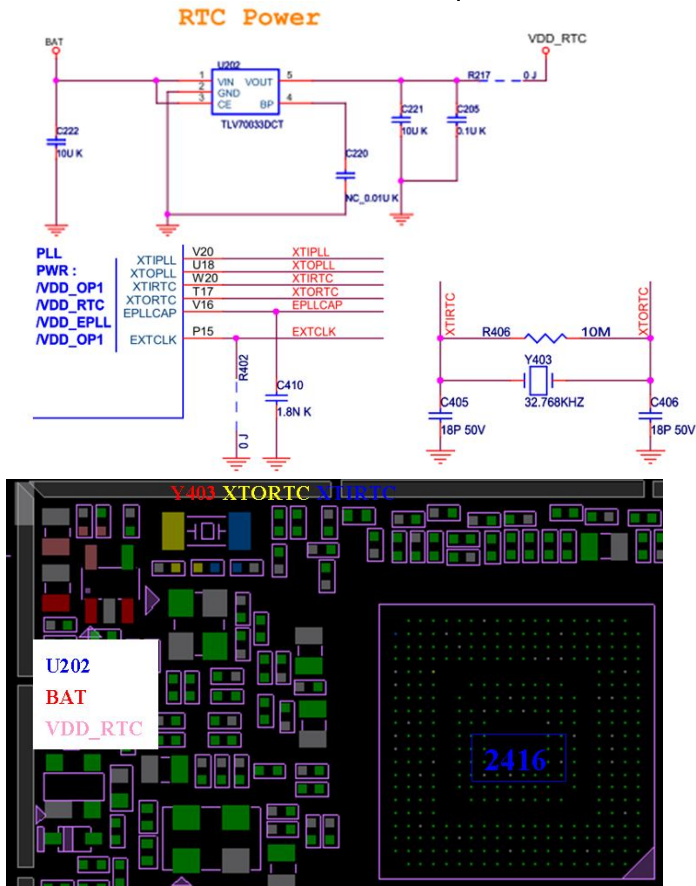 RTC Power
BAT
VDD_RTC
U202
1 VIN VOUT 5
2 GND
3 CE BP 4
TLV70033DCT
R217 0 J
C222
10U K
C221
10U K
C205
0.1U K
C220
NC_0.01U K
PLL
PWR :
/VDD_OP1
/VDD_RTC
/VDD_EPLL
/VDD_OP1
XTIPLL V20 XTIPLL
XTOPLL U18 XTOPLL
XTIRTC W20 XTIRTC
XTORTC T17 XTORTC
EPLLCAP V16 EPLLCAP
EXTCLK P15 EXTCLK
R402
0 J
C410
1.8N K
XTIRTC
XTORTC
R406 10M
Y403
32.768KHZ
C405
18P 50V
C406
18P 50V
Y403 XTORTC XTIRTC
U202
BAT
VDD_RTC
2416